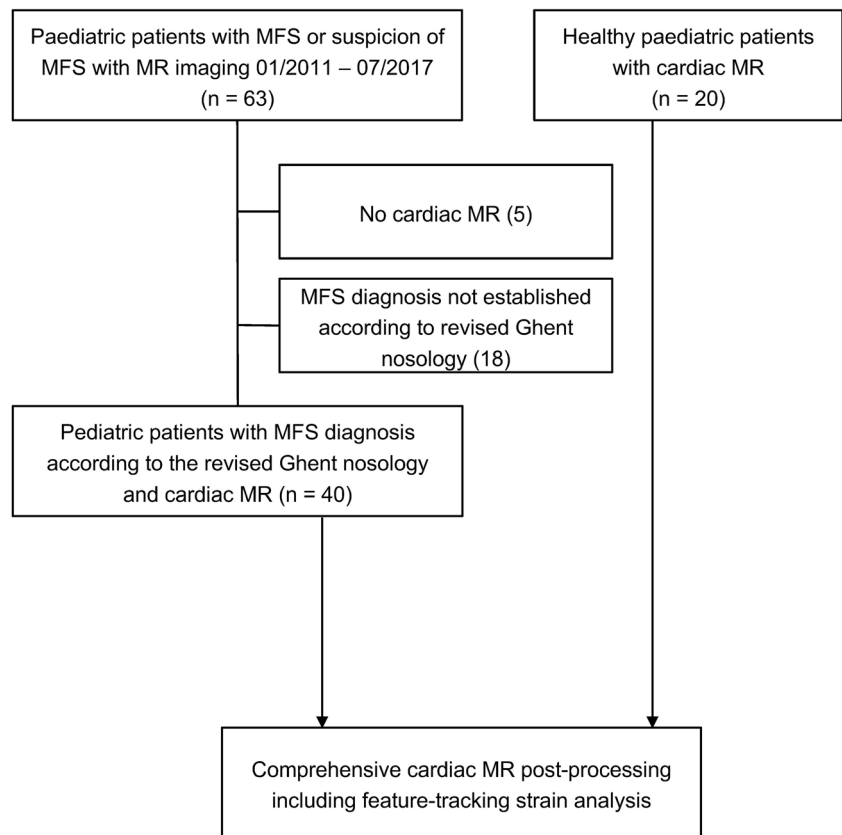 Paediatric patients with MFS or suspicion of
MFS with MR imaging 01/2011 – 07/2017
(n = 63)
Healthy paediatric patients
with cardiac MR
(n = 20)
No cardiac MR (5)
MFS diagnosis not established
according to revised Ghent
nosology (18)
Pediatric patients with MFS diagnosis
according to the revised Ghent nosology
and cardiac MR (n = 40)
Comprehensive cardiac MR post-processing
including feature-tracking strain analysis